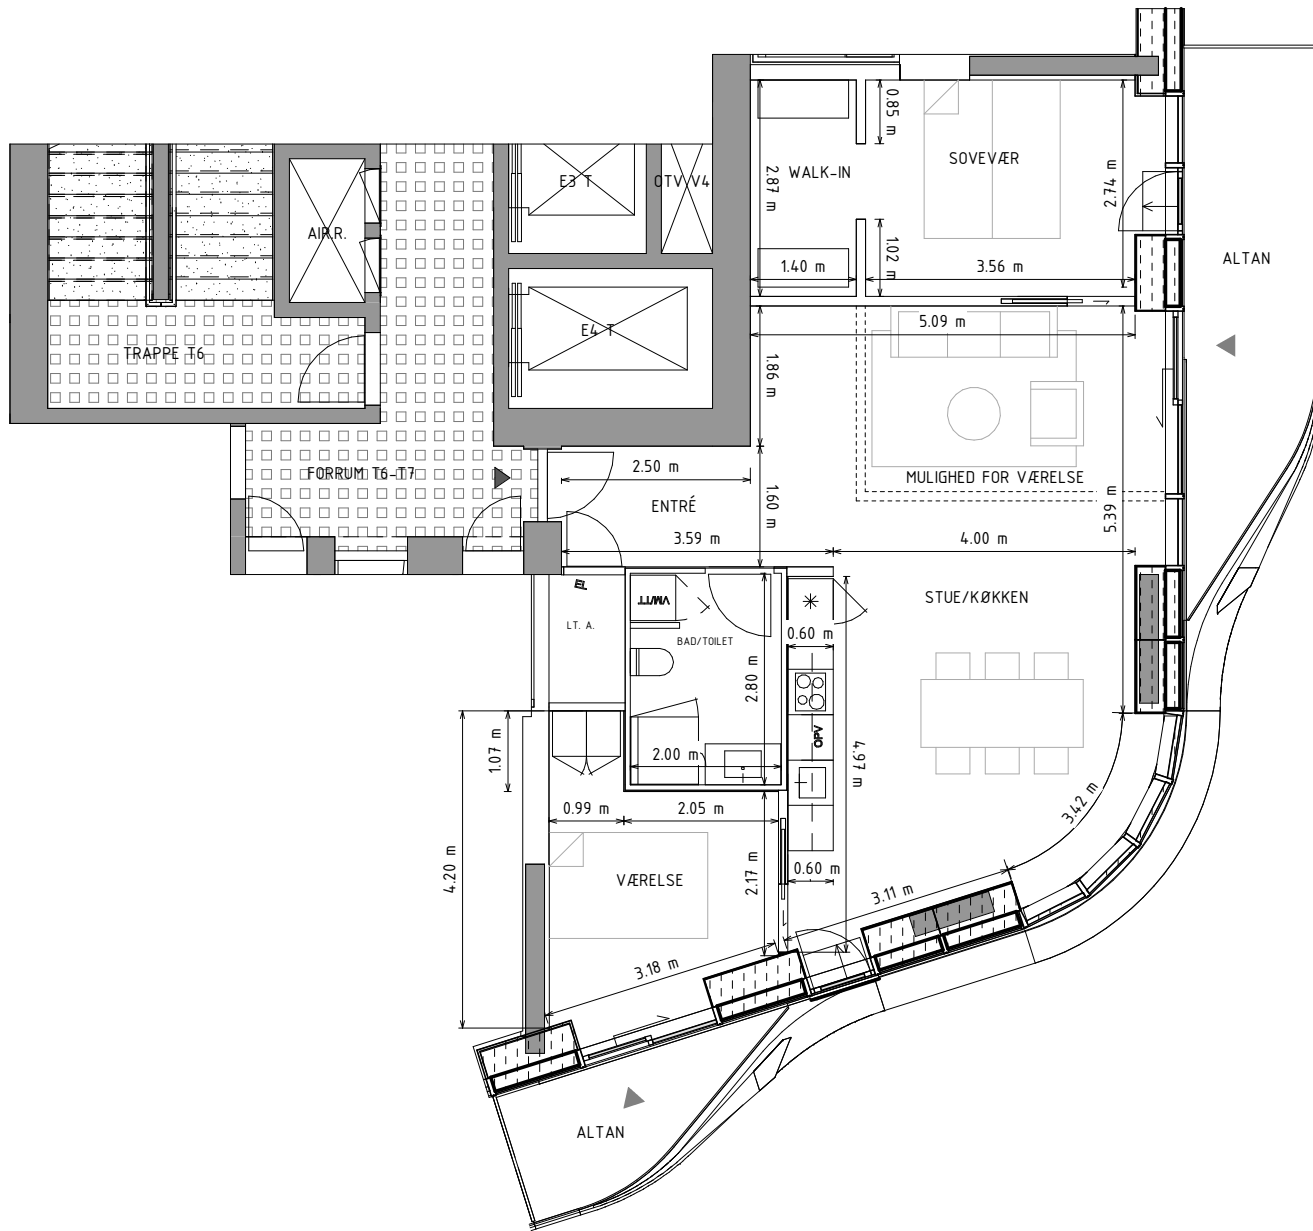 0.85 m
SOVEVÆR
E3 T
OTV V4
WALK-IN
2.87 m
2.74 m
AIR.R.
1.02 m
1.40 m
3.56 m
ALTAN
5.09 m
E4 T
TRAPPE T6
1.86 m
FORRUM T6-T7
2.50 m
MULIGHED FOR VÆRELSE
ENTRÉ
1.60 m
5.39 m
3.59 m
4.00 m
VM/TT
STUE/KØKKEN
LT. A.
BAD/TOILET
0.60 m
2.80 m
OPV
1.07 m
2.00 m
4.97 m
0.99 m
2.05 m
3.42 m
4.20 m
VÆRELSE
2.17 m
0.60 m
3.11 m
3.18 m
ALTAN